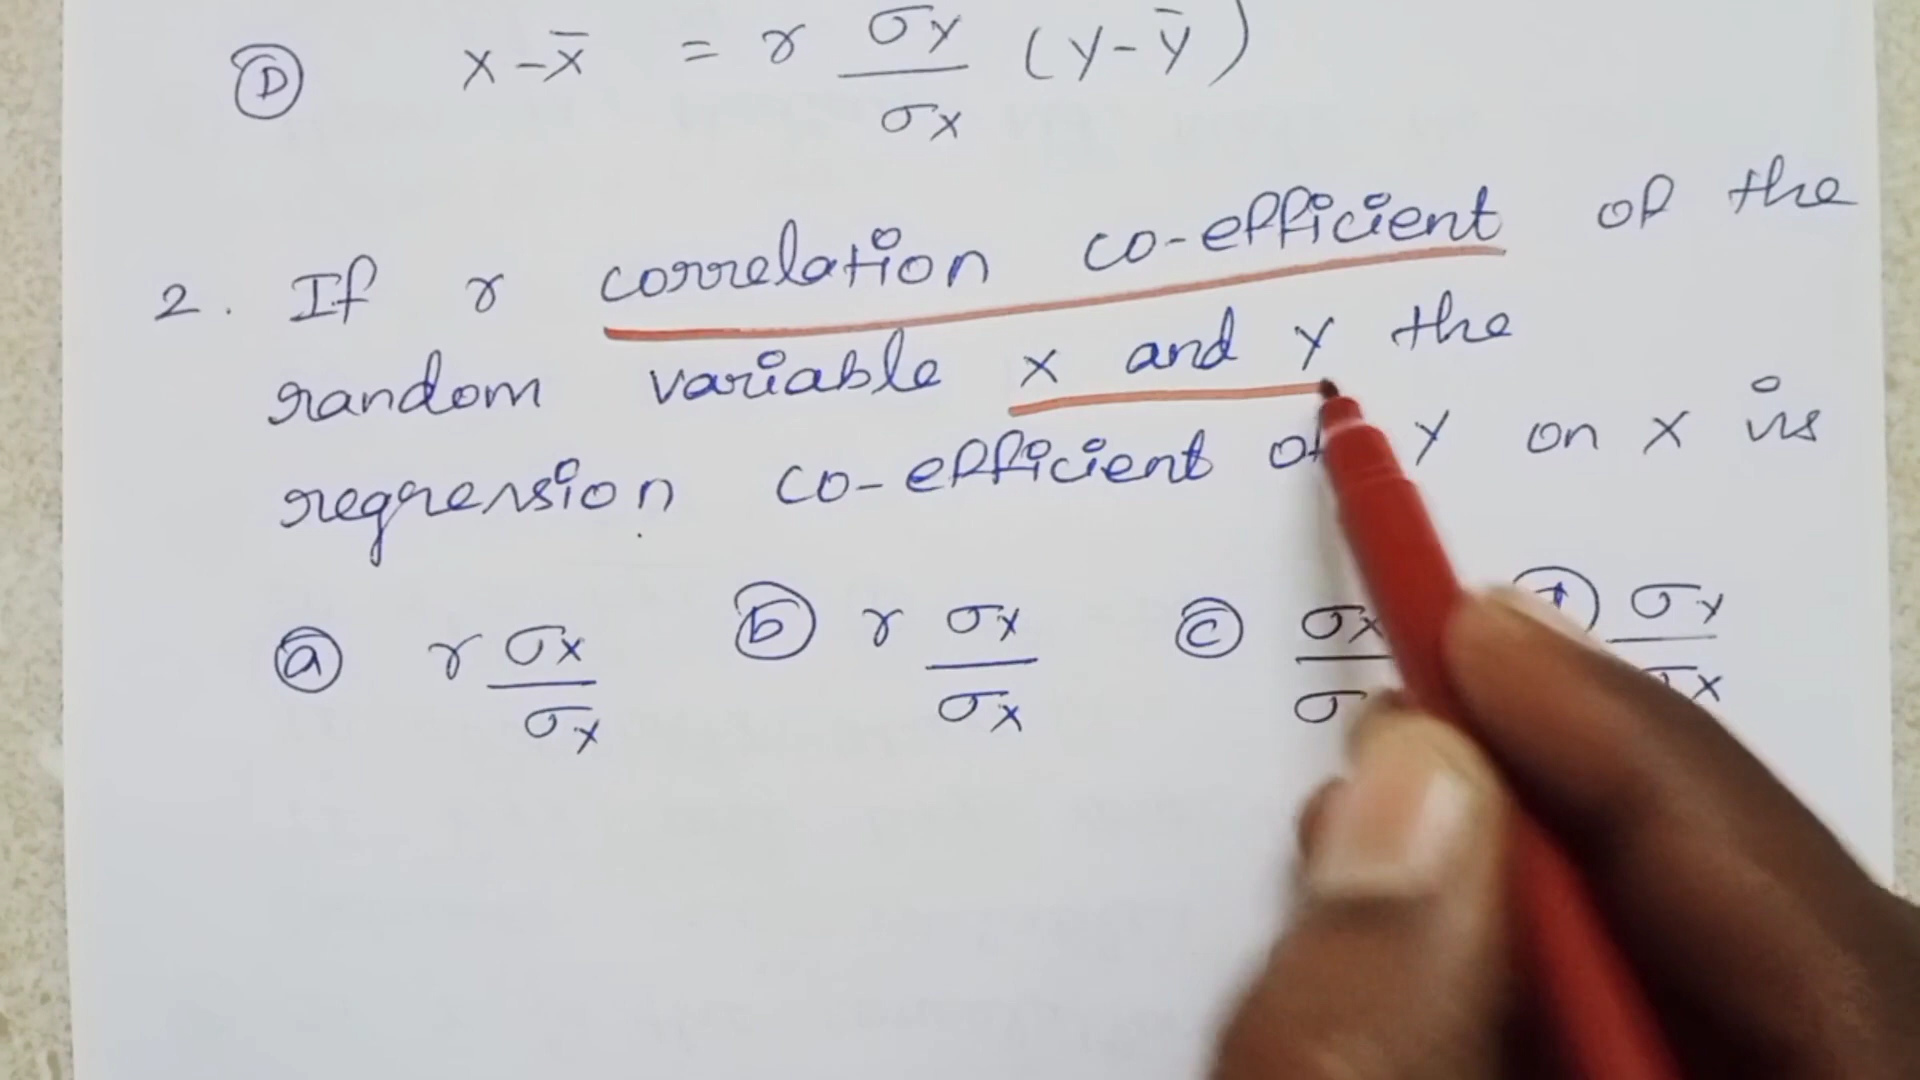 D x - x̄ = r σy/σx (y - ȳ)
2. If r correlation co-efficient of the
random variable x and y the
regression co-efficient of y on x is
a r σx/σy b r σx/σx c σx/σ σy/σx